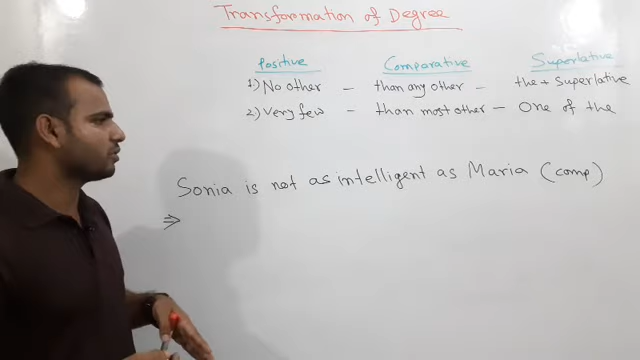 Transformation of Degree
Positive Comparative Superlative
1) No other - than any other - the + Superlative
2) Very few - than most other - One of the
Sonia is not as intelligent as Maria (comp)
⇒